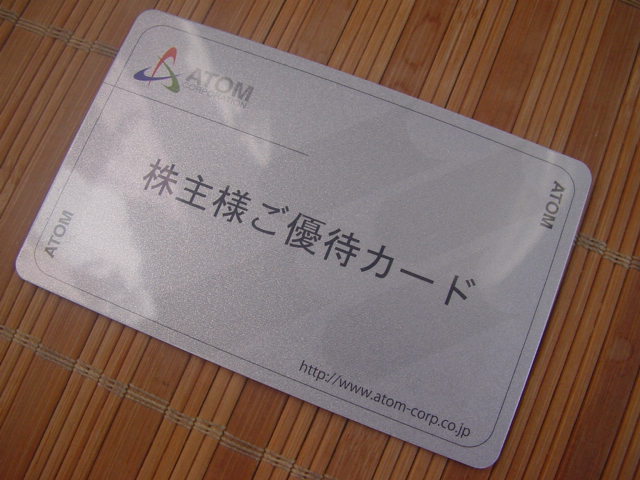 ATOM
CORPORATION
ATOM
株主様ご優待カード
ATOM
http://www.atom-corp.co.jp